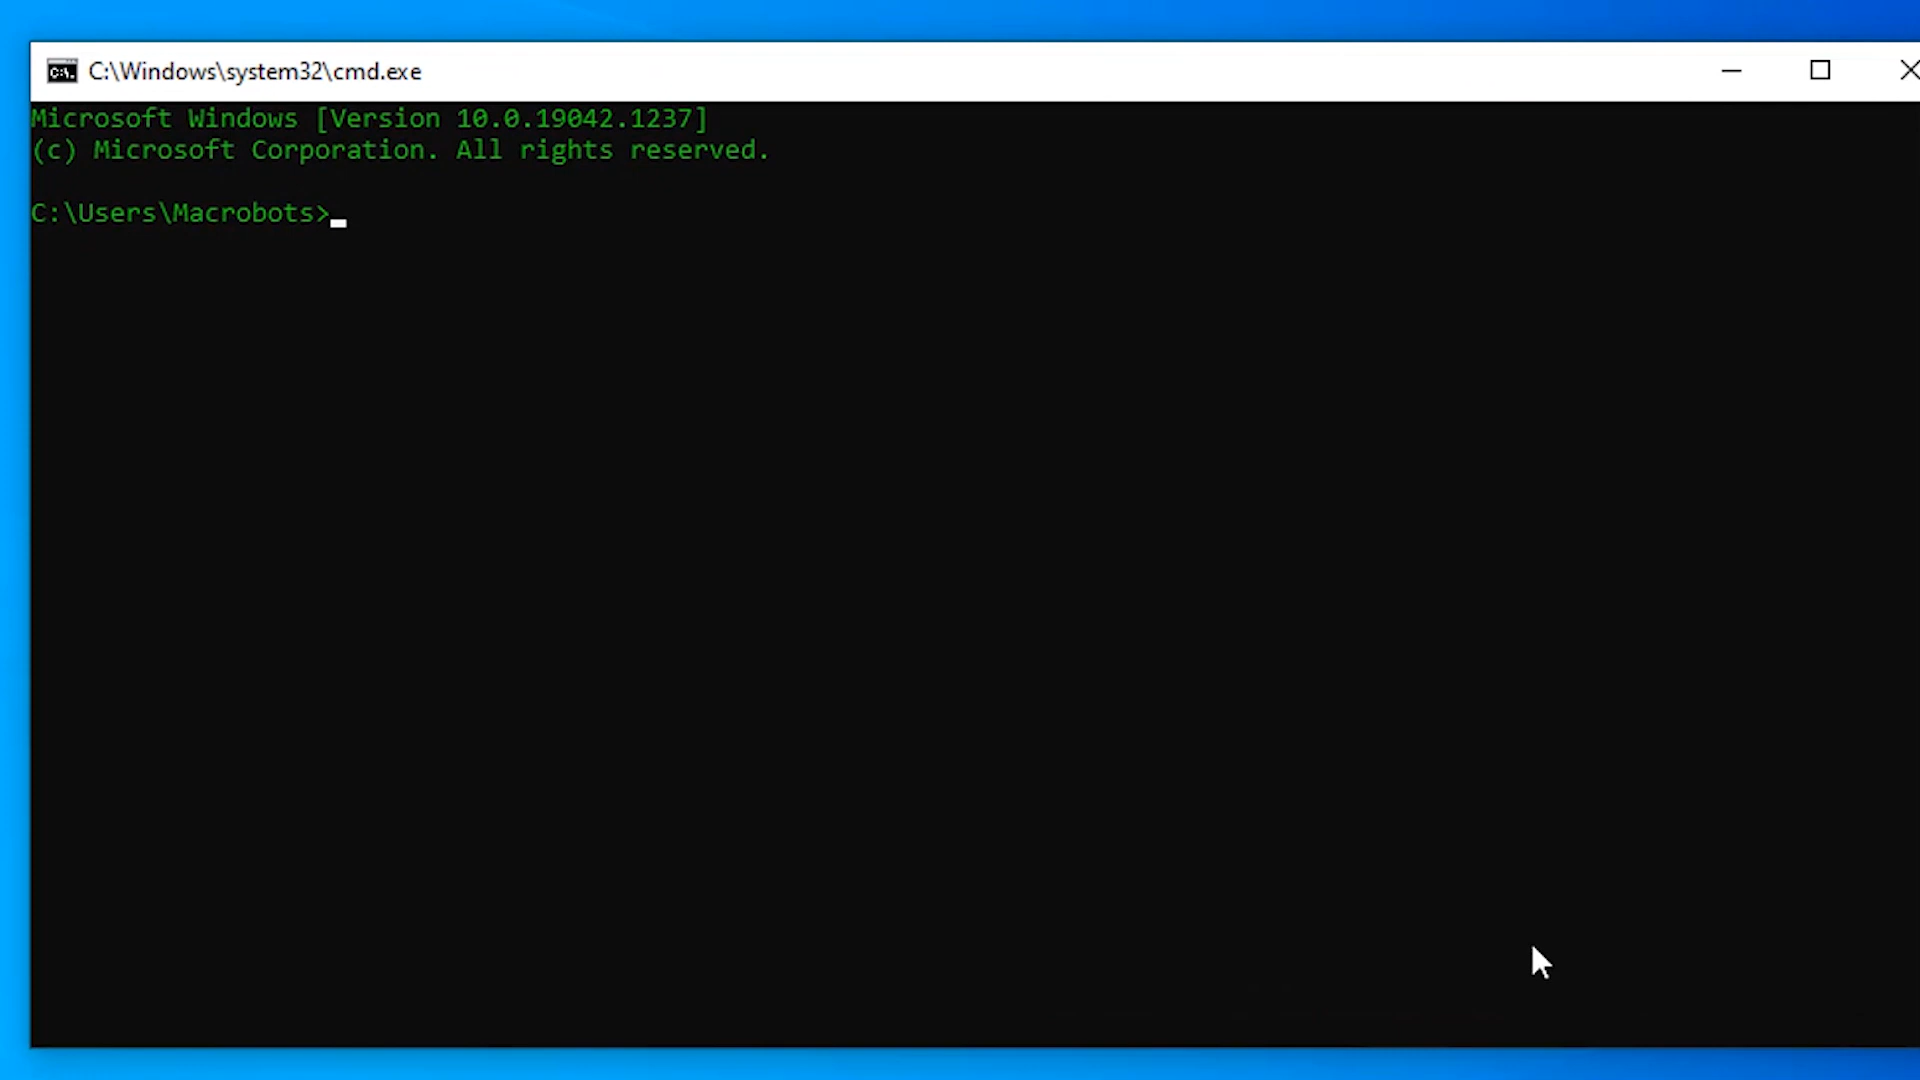 C:\Windows\system32\cmd.exe
Microsoft Windows [Version 10.0.19042.1237]
(c) Microsoft Corporation. All rights reserved.
C:\Users\Macrobots>